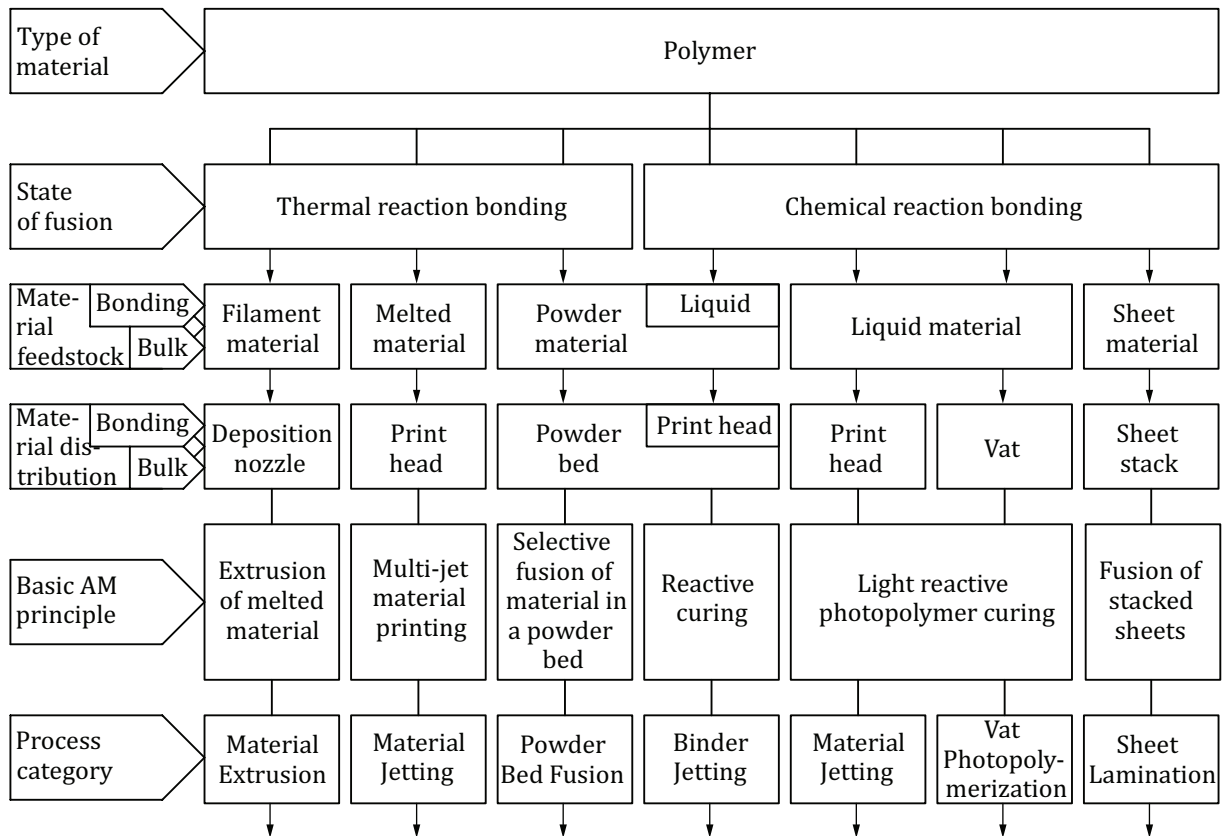 Type of
material
Polymer
State
of fusion
Thermal reaction bonding
Chemical reaction bonding
Mate-
rial
feedstock
Bonding
Bulk
Filament
material
Melted
material
Powder
material
Liquid
Liquid material
Sheet
material
Mate-
rial dis-
tribution
Bonding
Bulk
Deposition
nozzle
Print
head
Powder
bed
Print head
Print
head
Vat
Sheet
stack
Basic AM
principle
Extrusion
of melted
material
Multi-jet
material
printing
Selective
fusion of
material in
a powder
bed
Reactive
curing
Light reactive
photopolymer curing
Fusion of
stacked
sheets
Process
category
Material
Extrusion
Material
Jetting
Powder
Bed Fusion
Binder
Jetting
Material
Jetting
Vat
Photopoly-
merization
Sheet
Lamination